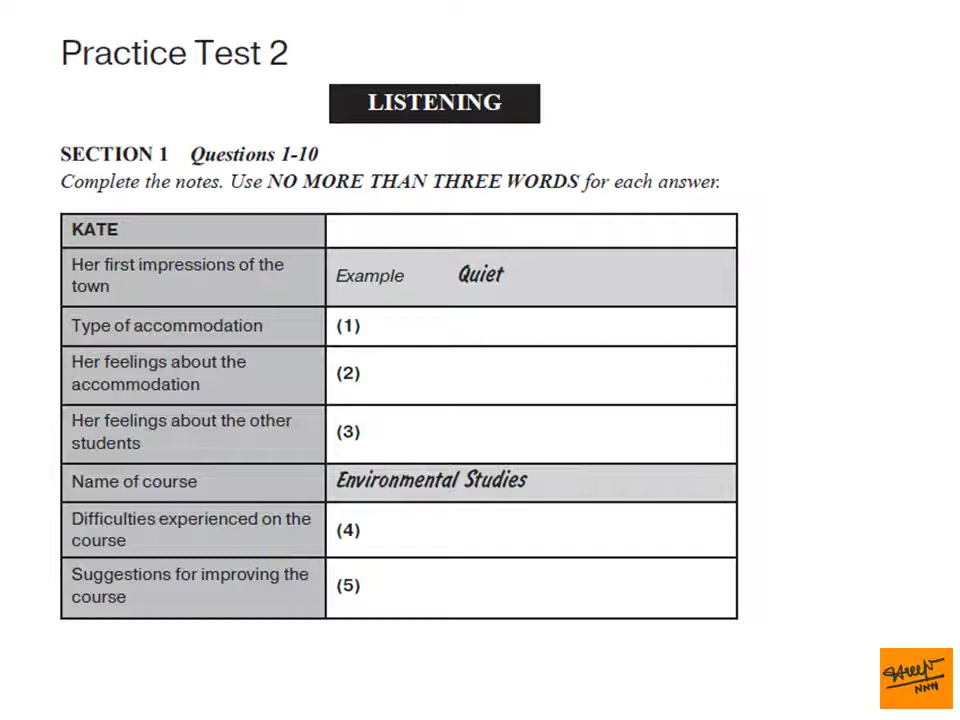 Practice Test 2
LISTENING
SECTION 1 Questions 1-10
Complete the notes. Use NO MORE THAN THREE WORDS for each answer.
KATE
Her first impressions of the
town
Example Quiet
Type of accommodation
(1)
Her feelings about the
accommodation
(2)
Her feelings about the other
students
(3)
Name of course
Environmental Studies
Difficulties experienced on the
course
(4)
Suggestions for improving the
course
(5)